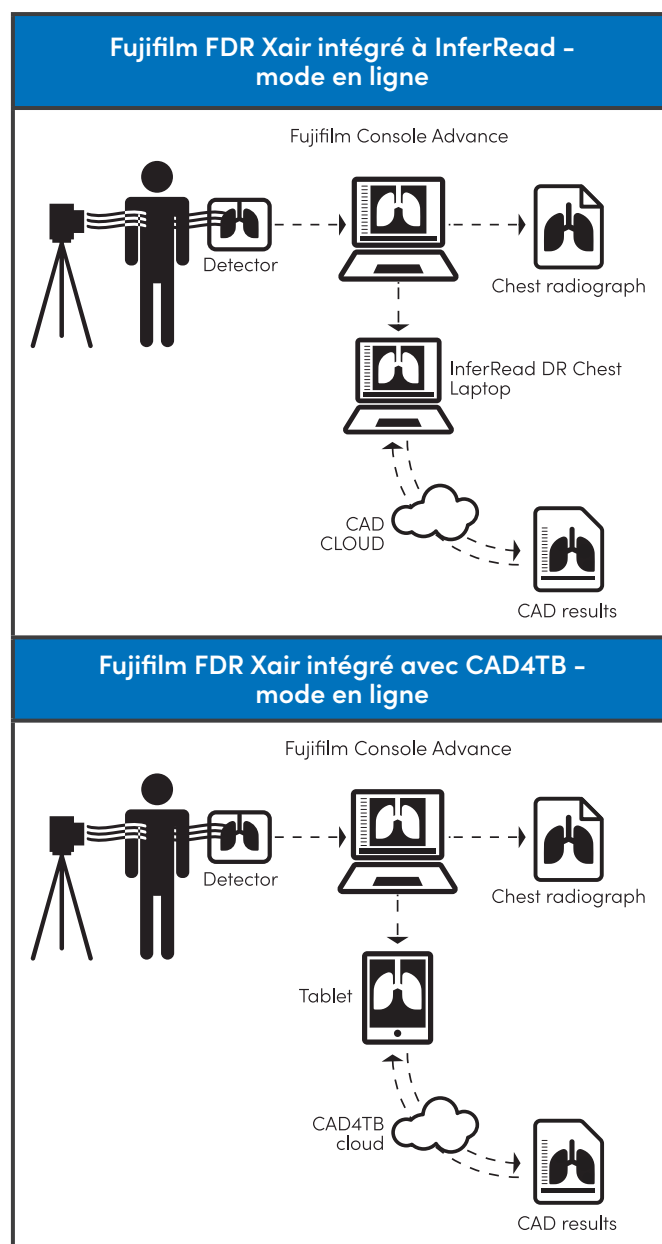 Fujifilm FDR Xair intégré à InferRead -
mode en ligne
Fujifilm Console Advance
Detector
Chest radiograph
InferRead DR Chest
Laptop
CAD
CLOUD
CAD results
Fujifilm FDR Xair intégré avec CAD4TB -
mode en ligne
Fujifilm Console Advance
Detector
Chest radiograph
Tablet
CAD4TB
cloud
CAD results